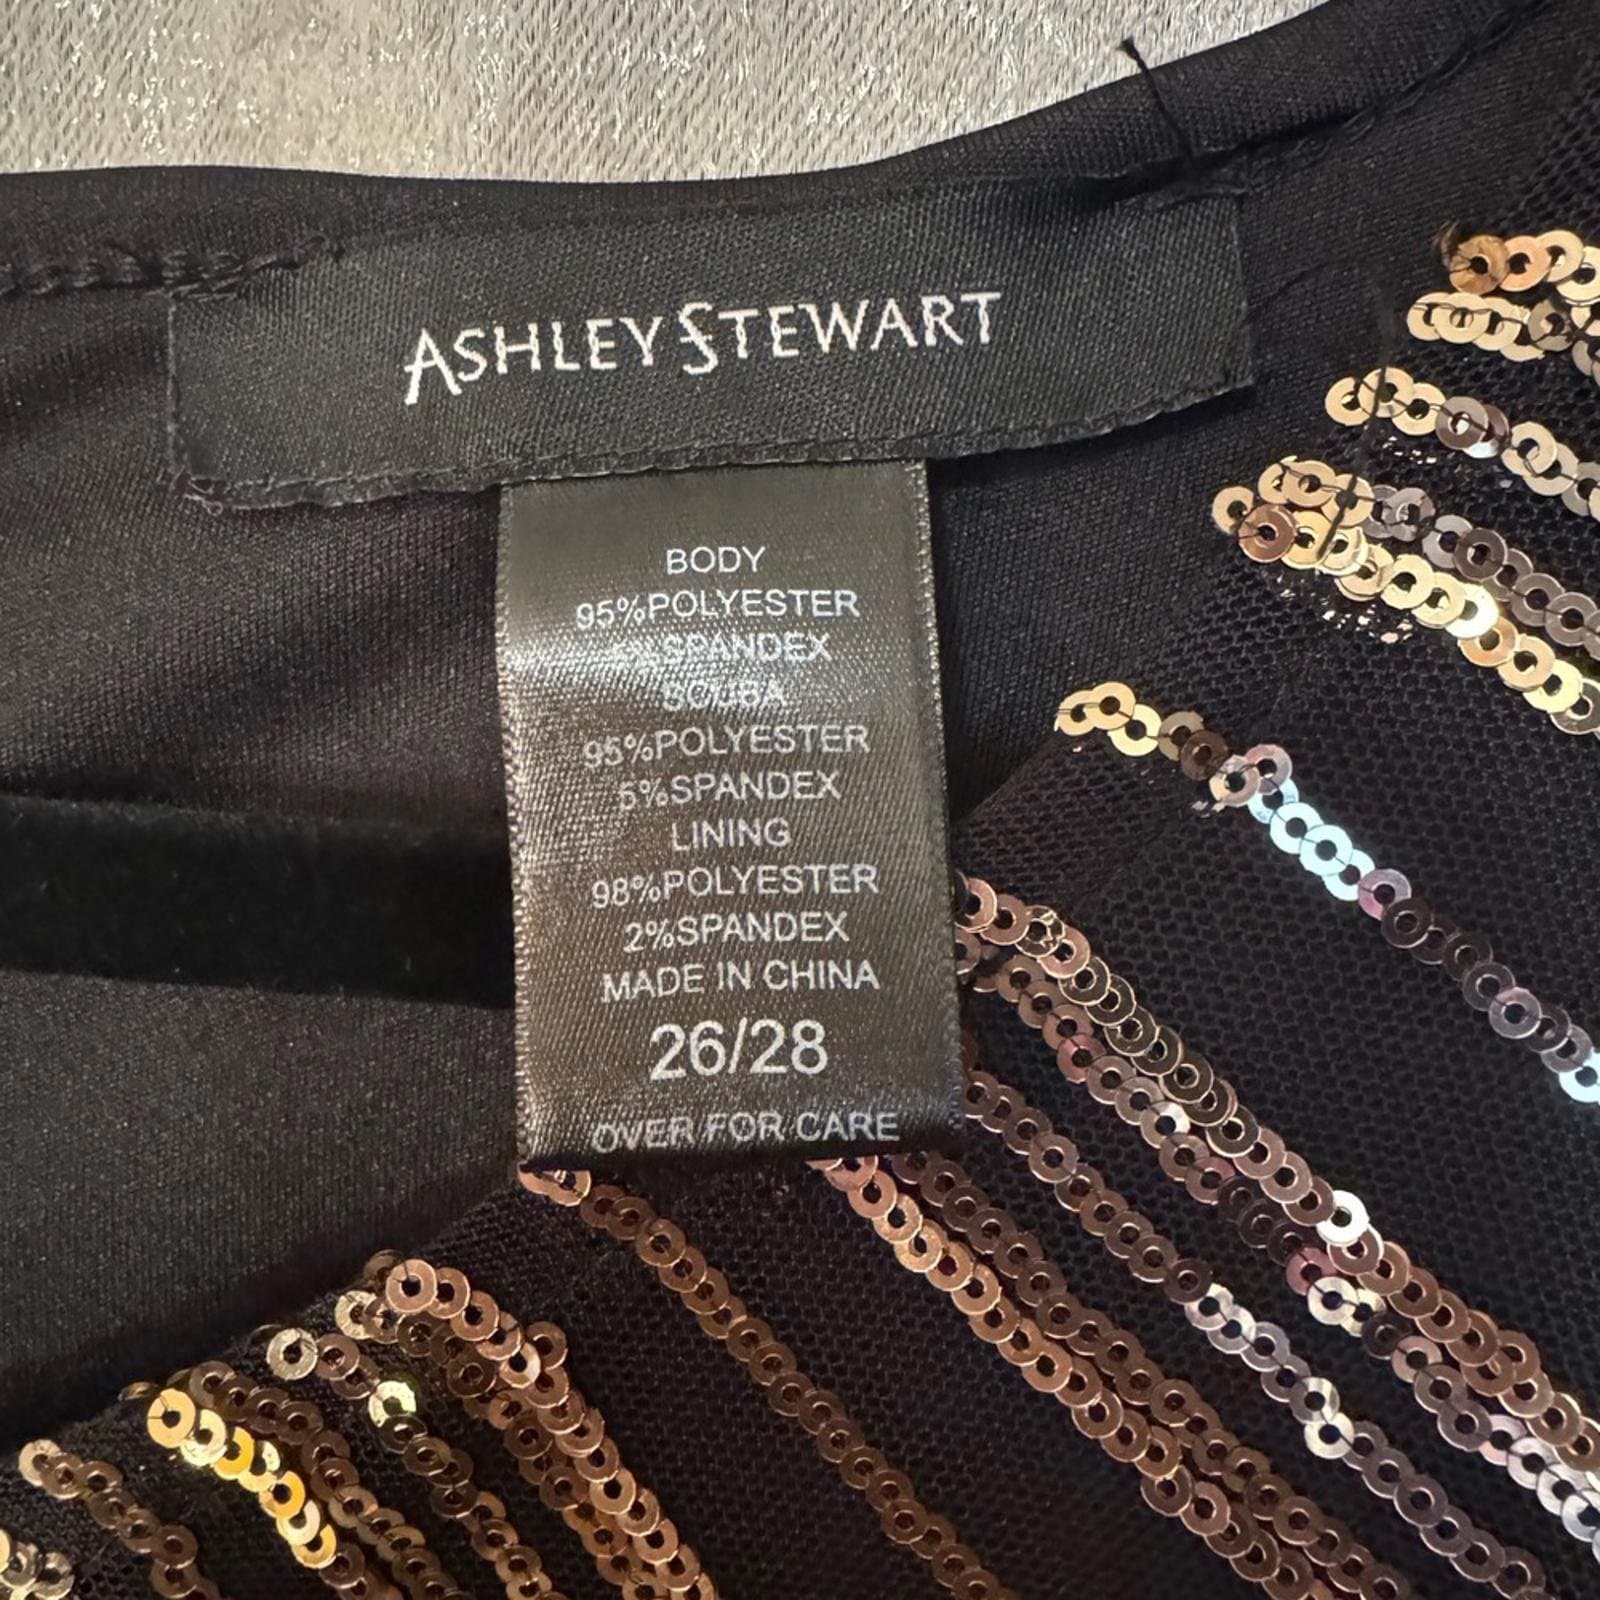 ASHLEY STEWART
BODY
95%POLYESTER
SPANDEX
SCUBA
95%POLYESTER
5%SPANDEX
LINING
98%POLYESTER
2%SPANDEX
MADE IN CHINA
26/28
OVER FOR CARE